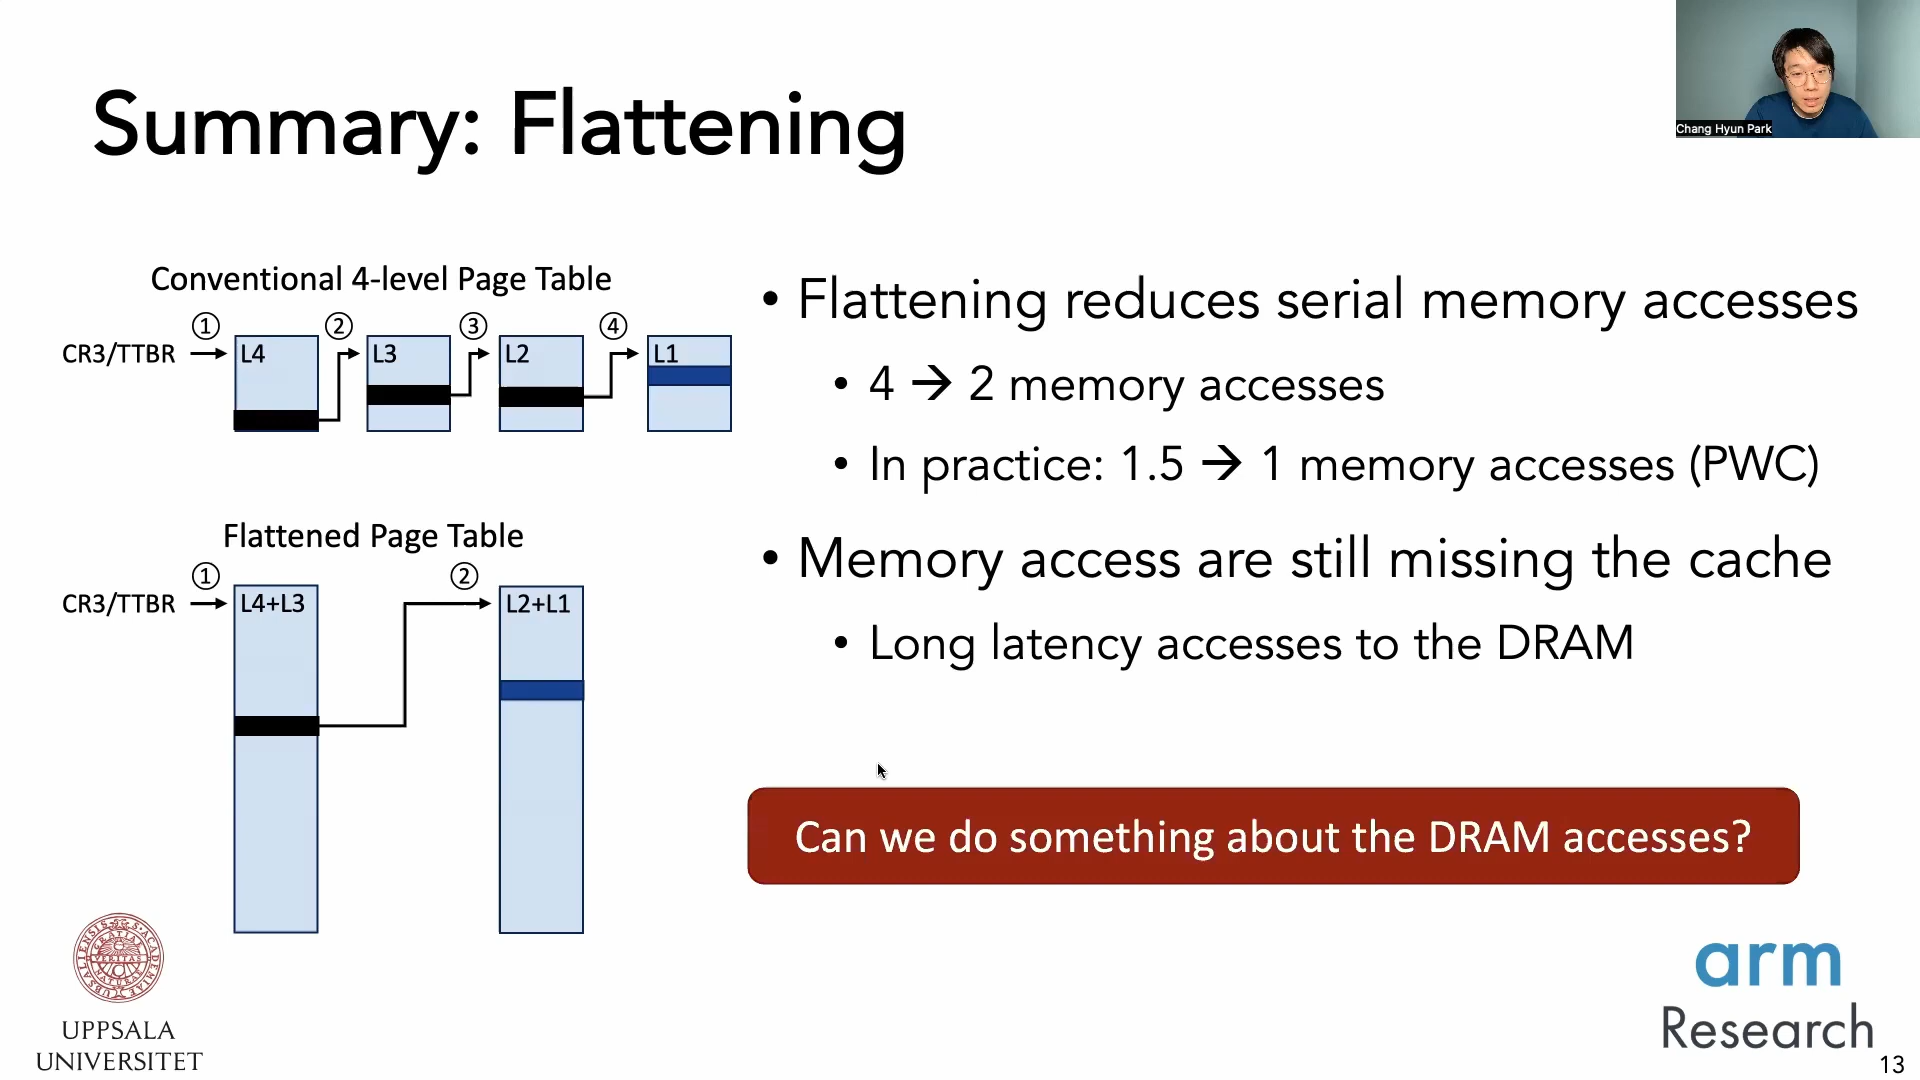 Chang Hyun Park
Summary: Flattening
Conventional 4-level Page Table
① ② ③ ④
CR3/TTBR L4 L3 L2 L1
Flattened Page Table
① ②
CR3/TTBR L4+L3 L2+L1
• Flattening reduces serial memory accesses
• 4 → 2 memory accesses
• In practice: 1.5 → 1 memory accesses (PWC)
• Memory access are still missing the cache
• Long latency accesses to the DRAM
Can we do something about the DRAM accesses?
UPPSALA
UNIVERSITET
arm
Research
13